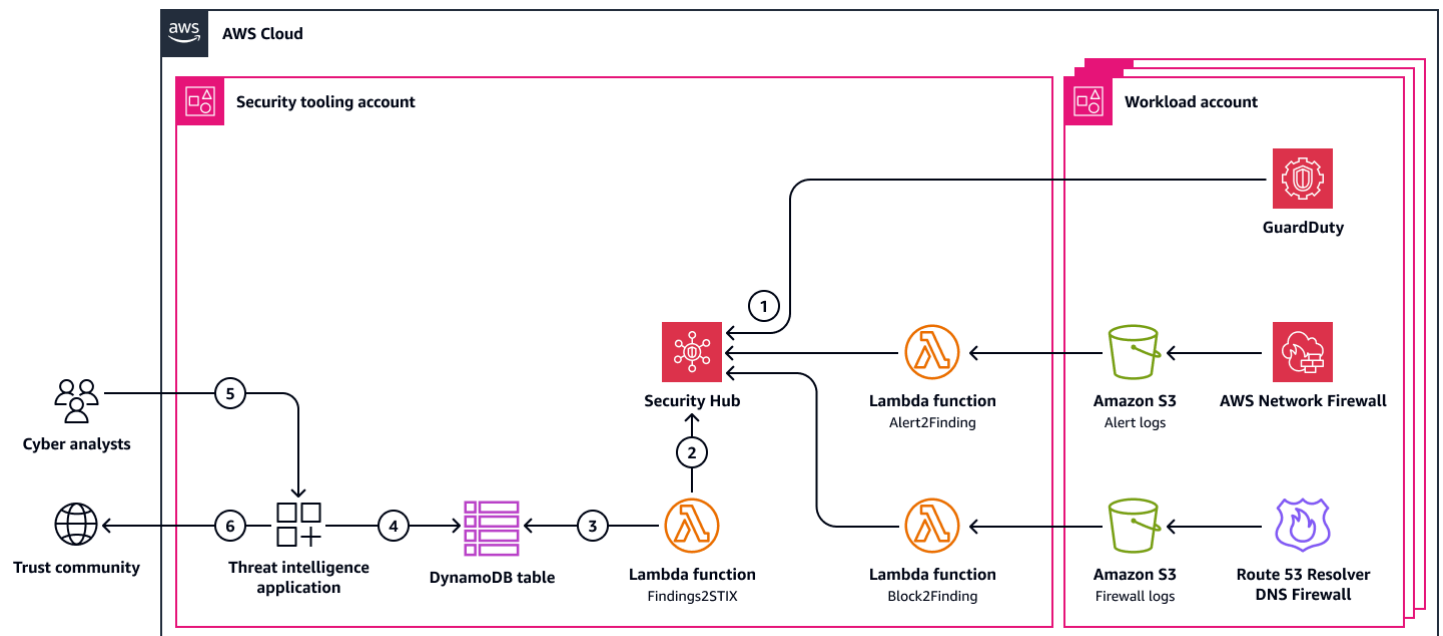 aws
AWS Cloud
Security tooling account
Workload account
GuardDuty
1
Security Hub
Lambda function
Alert2Finding
Amazon S3
Alert logs
AWS Network Firewall
5
Cyber analysts
2
6
4
3
Trust community
Threat intelligence
application
DynamoDB table
Lambda function
Findings2STIX
Lambda function
Block2Finding
Amazon S3
Firewall logs
Route 53 Resolver
DNS Firewall